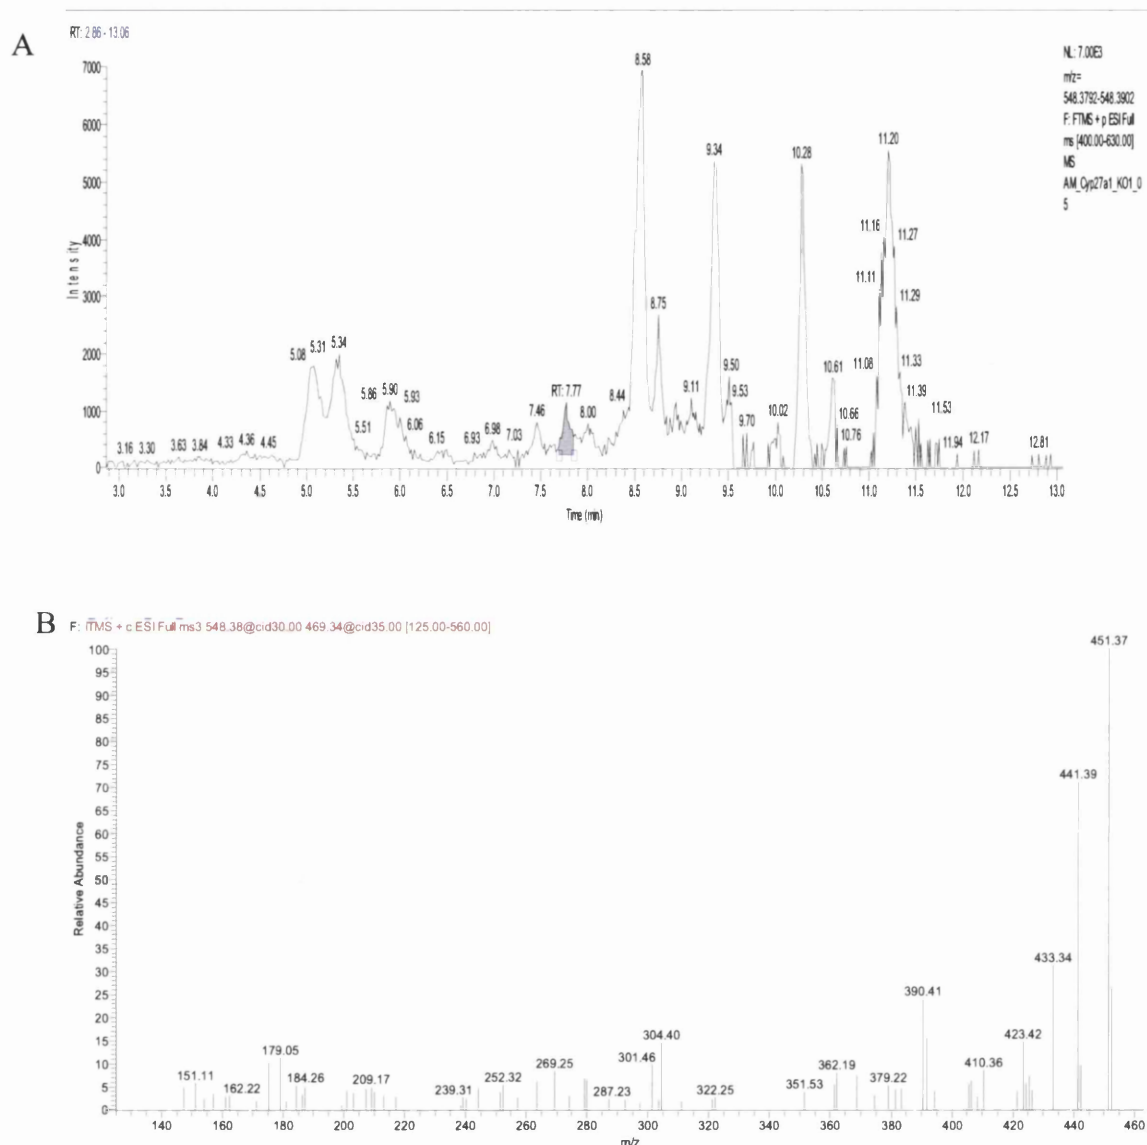 A
RT: 2.86 - 13.06
NL: 7.00E3
m/z=
548.3792-548.3902
F: FTMS + p ESI Full
ms [400.00-630.00]
MS
AM_Cyp27a1_KO1_0
5
Intensity
7000
6000
5000
4000
3000
2000
1000
0
3.16 3.30 3.63 3.84 4.33 4.36 4.45 5.08 5.31 5.34 5.51 5.86 5.90 5.93 6.06 6.15 6.93 6.98 7.03 7.46 RT: 7.77 8.00 8.44 8.58 8.75 9.11 9.34 9.50 9.53 9.70 10.02 10.28 10.61 10.66 10.76 11.08 11.11 11.16 11.20 11.27 11.29 11.33 11.39 11.53 11.94 12.17 12.81
3.0 3.5 4.0 4.5 5.0 5.5 6.0 6.5 7.0 7.5 8.0 8.5 9.0 9.5 10.0 10.5 11.0 11.5 12.0 12.5 13.0
Time (min)
B
F: ITMS + c ESI Full ms3 548.38@cid30.00 469.34@cid35.00 [125.00-560.00]
Relative Abundance
100
95
90
85
80
75
70
65
60
55
50
45
40
35
30
25
20
15
10
5
0
151.11 162.22 179.05 184.26 209.17 239.31 252.32 269.25 287.23 301.46 304.40 322.25 351.53 362.19 379.22 390.41 410.36 423.42 433.34 441.39 451.37
140 160 180 200 220 240 260 280 300 320 340 360 380 400 420 440 460
m/z